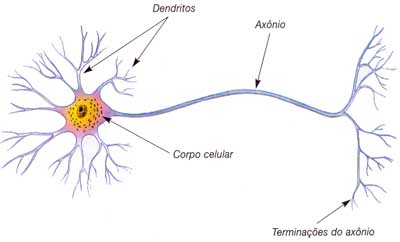 Dendritos
Axônio
Corpo celular
Terminações do axônio